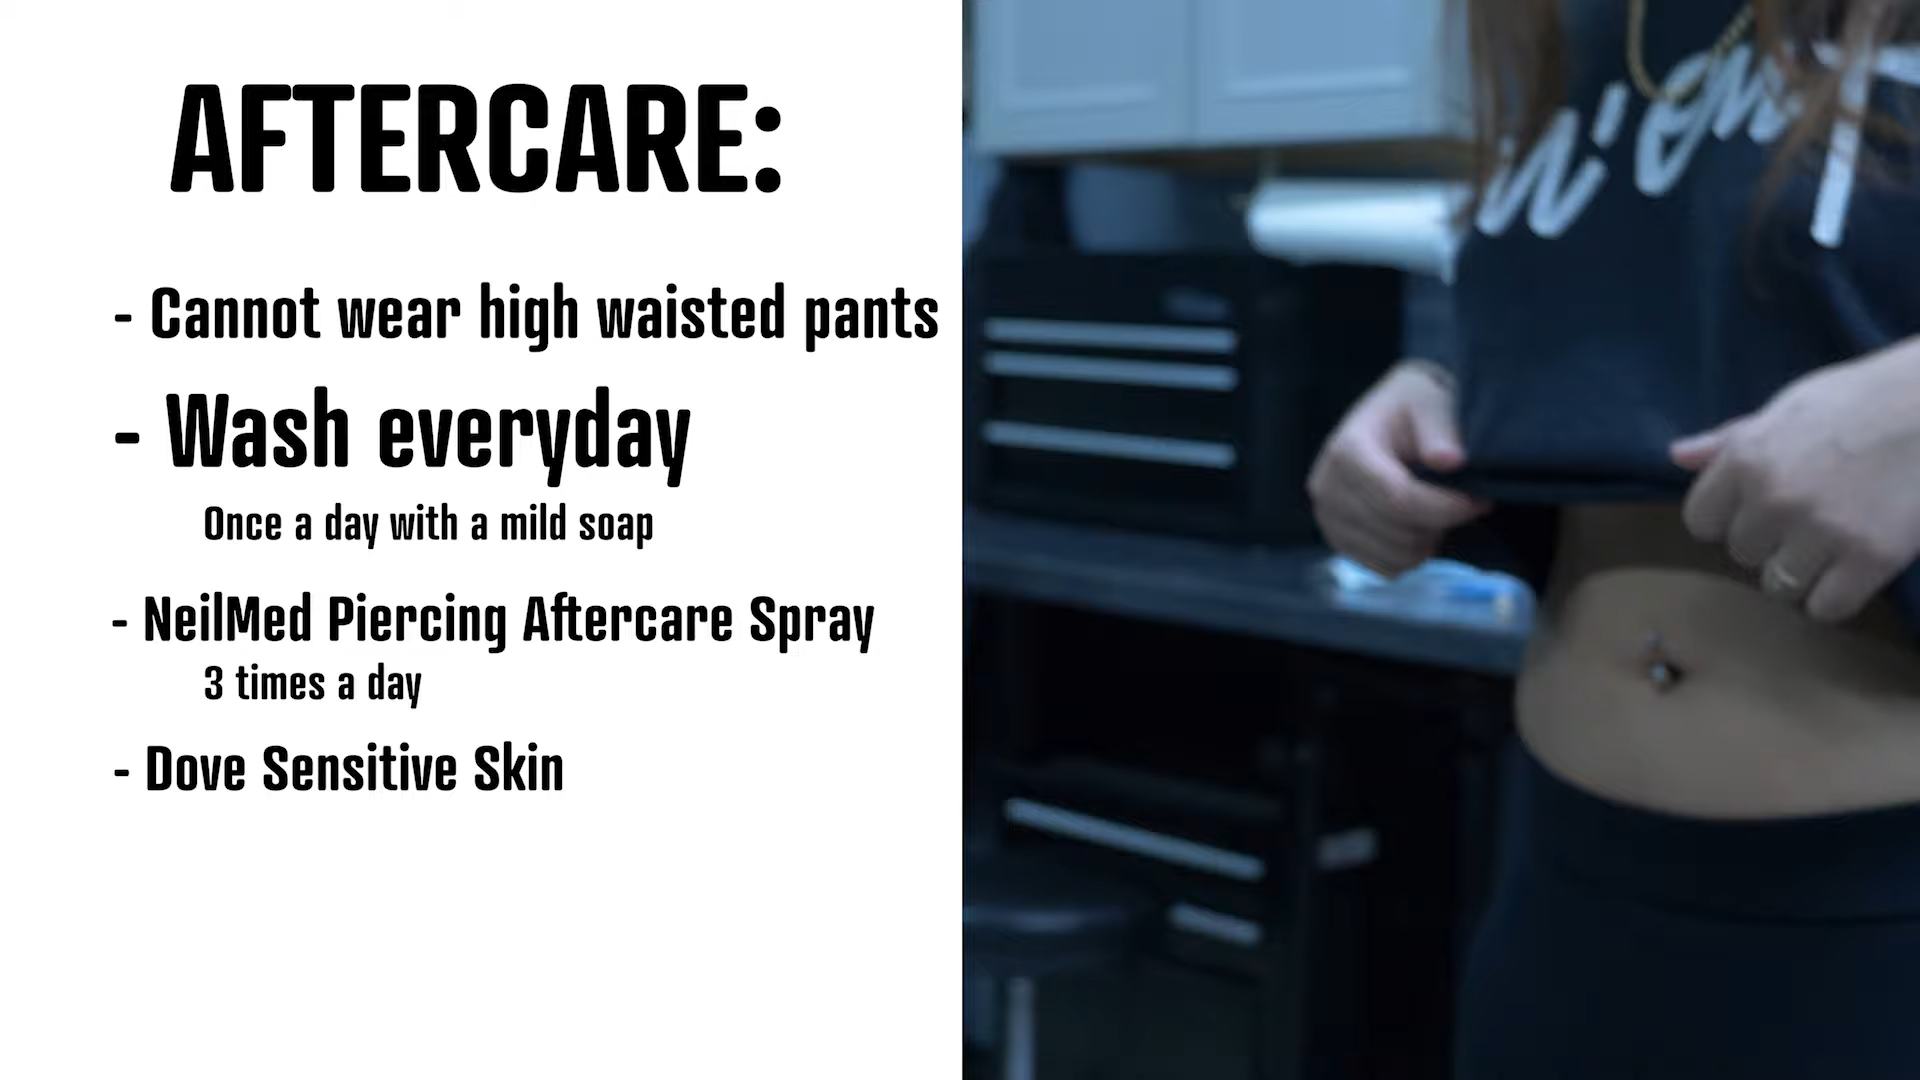 AFTERCARE:
- Cannot wear high waisted pants
- Wash everyday
Once a day with a mild soap
- NeilMed Piercing Aftercare Spray
3 times a day
- Dove Sensitive Skin